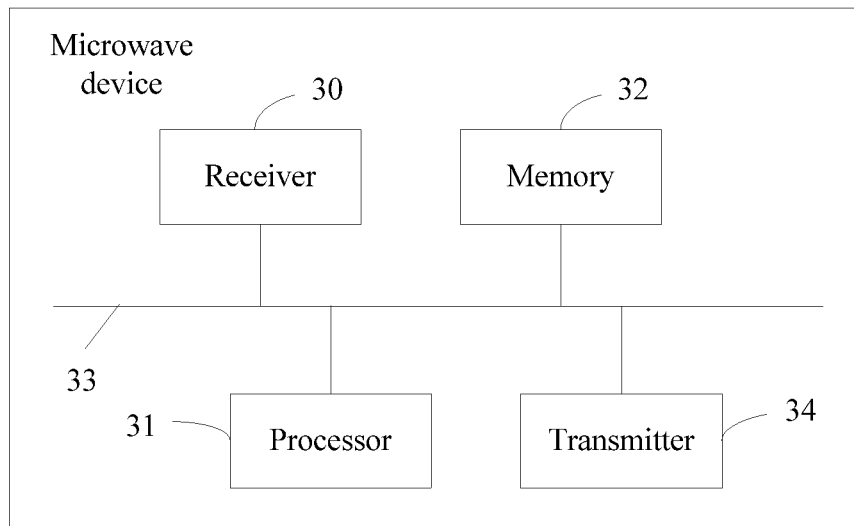 Microwave
device
30
32
Receiver
Memory
33
31
34
Processor
Transmitter